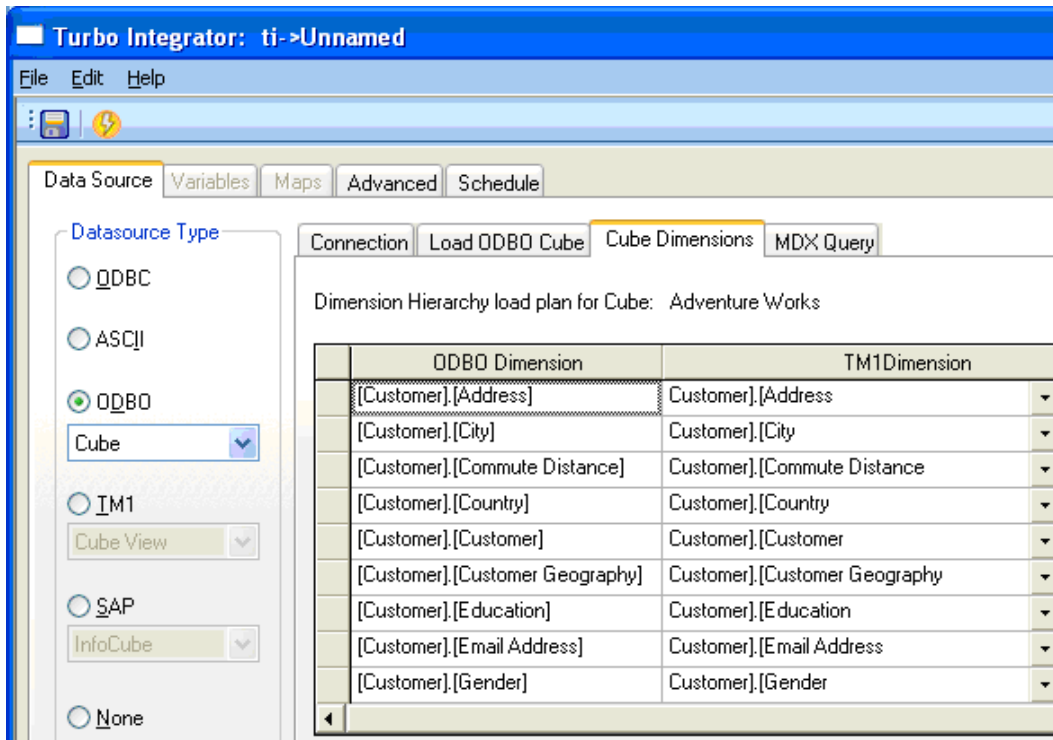 Turbo Integrator: ti->Unnamed
File Edit Help
Data Source Variables Maps Advanced Schedule
Datasource Type
ODBC
ASCII
ODBO
Cube
TM1
Cube View
SAP
InfoCube
None
Connection Load ODBO Cube Cube Dimensions MDX Query
Dimension Hierarchy load plan for Cube: Adventure Works
ODBO Dimension TM1Dimension
[Customer].[Address] Customer].[Address
[Customer].[City] Customer].[City
[Customer].[Commute Distance] Customer].[Commute Distance
[Customer].[Country] Customer].[Country
[Customer].[Customer] Customer].[Customer
[Customer].[Customer Geography] Customer].[Customer Geography
[Customer].[Education] Customer].[Education
[Customer].[Email Address] Customer].[Email Address
[Customer].[Gender] Customer].[Gender